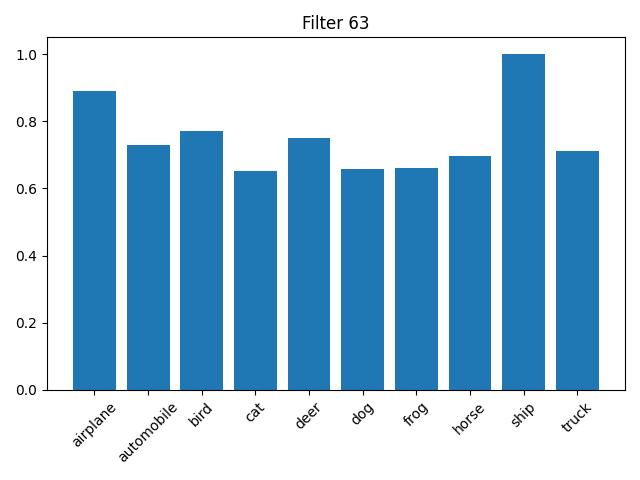 Filter 63
1.0
0.8
0.6
0.4
0.2
0.0
airplane
automobile
bird
cat
deer
dog
frog
horse
ship
truck